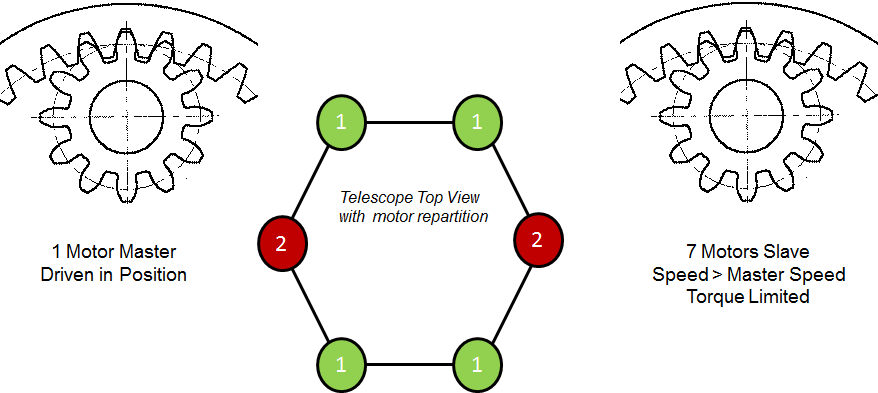 1 1
Telescope Top View
with motor repartition
2 2
1 Motor Master
Driven in Position
7 Motors Slave
Speed > Master Speed
Torque Limited
1 1